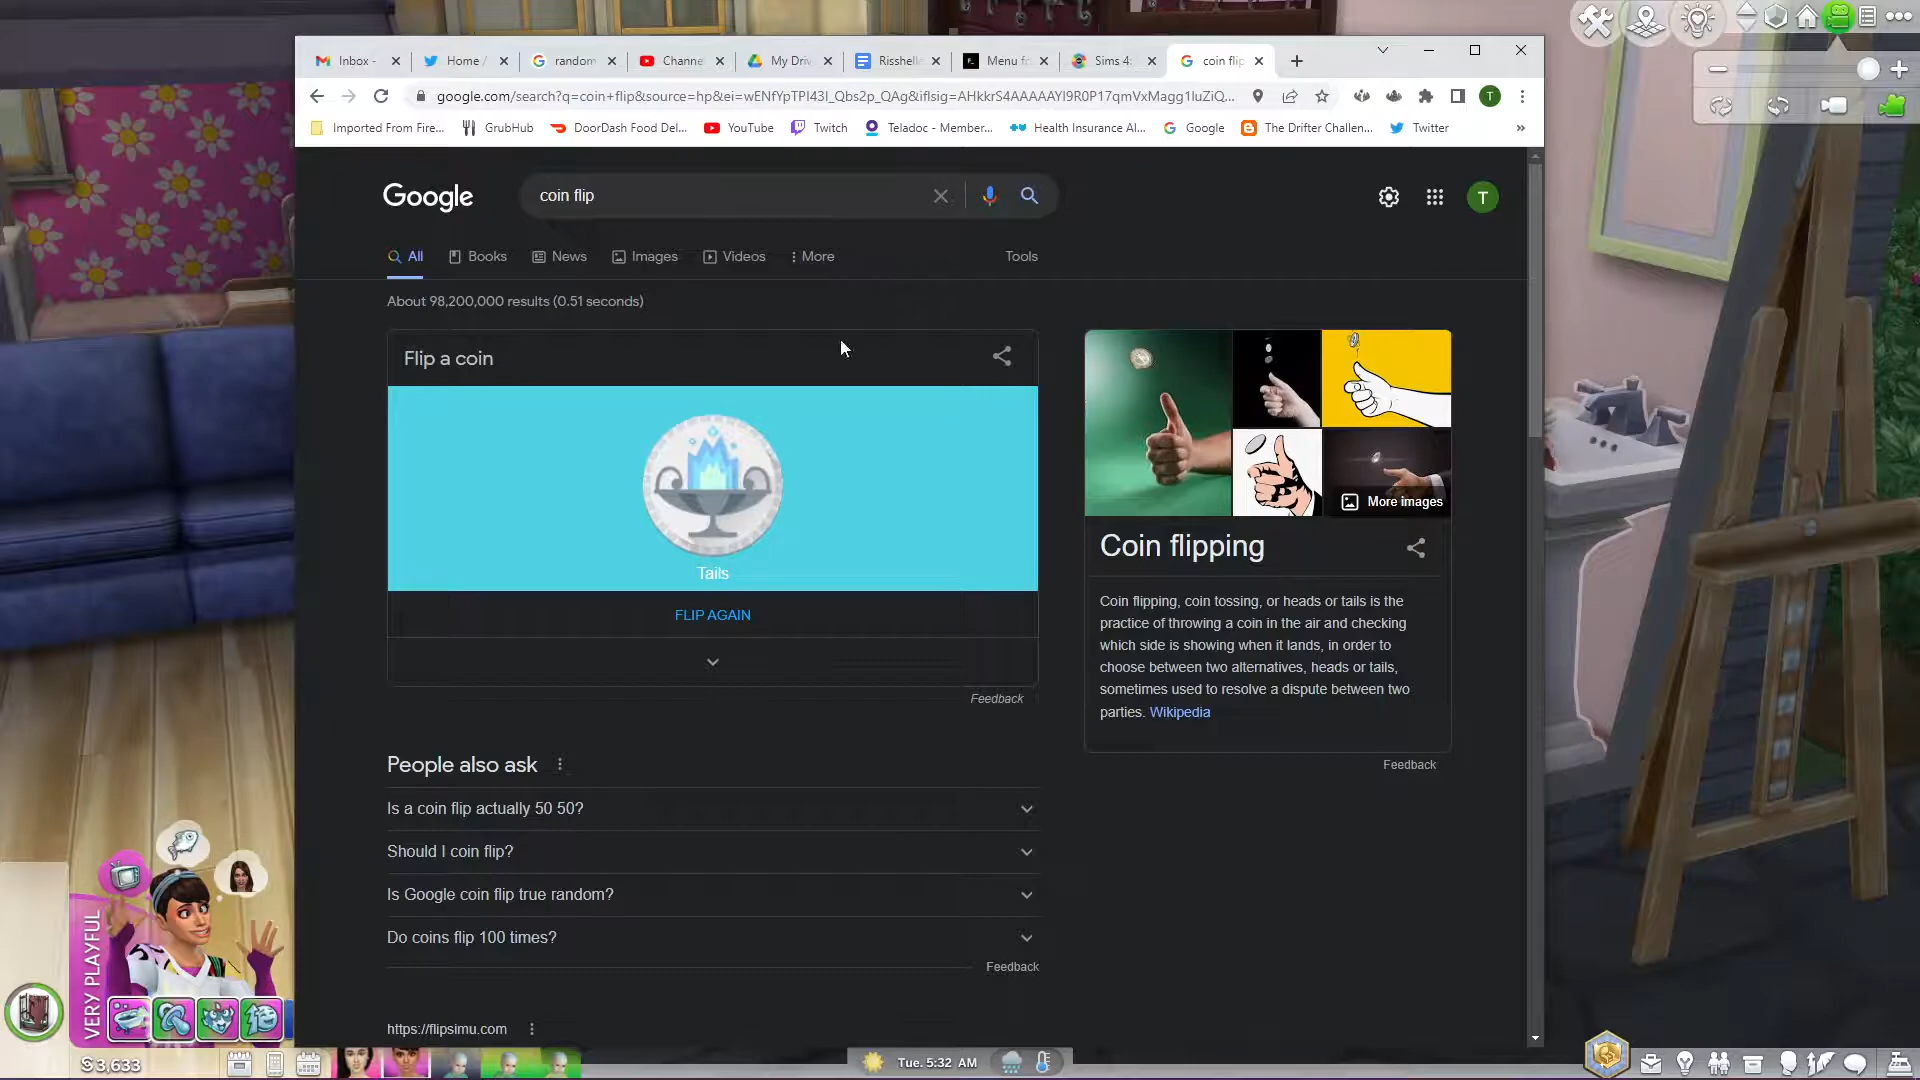 Inbox -
Home /
random
Channe
My Driv
Risshelle
Menu fo
Sims 4:
coin flip
google.com/search?q=coin+flip&source=hp&ei=wENfYpTPI43I_Qbs2p_QAg&iflsig=AHkkrS4AAAAAYl9R0P17qmVxMagg1luZiQ...
Imported From Fire...
GrubHub
DoorDash Food Del...
YouTube
Twitch
Teladoc - Member...
Health Insurance Al...
Google
The Drifter Challen...
Twitter
»
Google
coin flip
T
All
Books
News
Images
Videos
More
Tools
About 98,200,000 results (0.51 seconds)
Flip a coin
Tails
FLIP AGAIN
Feedback
More images
Coin flipping
Coin flipping, coin tossing, or heads or tails is the
practice of throwing a coin in the air and checking
which side is showing when it lands, in order to
choose between two alternatives, heads or tails,
sometimes used to resolve a dispute between two
parties. Wikipedia
Feedback
People also ask
Is a coin flip actually 50 50?
Should I coin flip?
Is Google coin flip true random?
Do coins flip 100 times?
Feedback
https://flipsimu.com
VERY PLAYFUL
§3,633
Tue. 5:32 AM